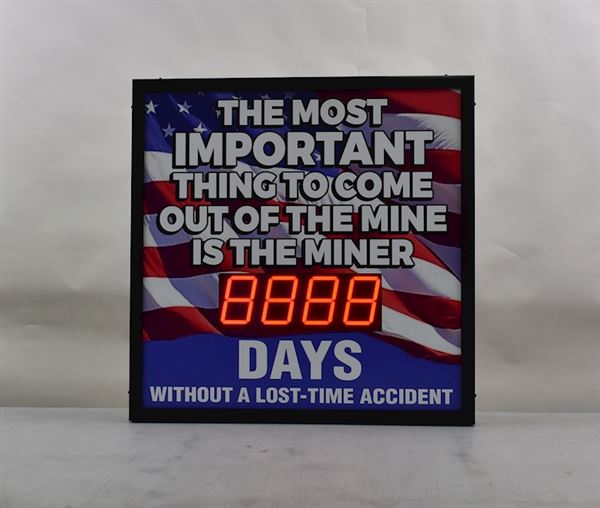 THE MOST
IMPORTANT
THING TO COME
OUT OF THE MINE
IS THE MINER
8888
DAYS
WITHOUT A LOST-TIME ACCIDENT